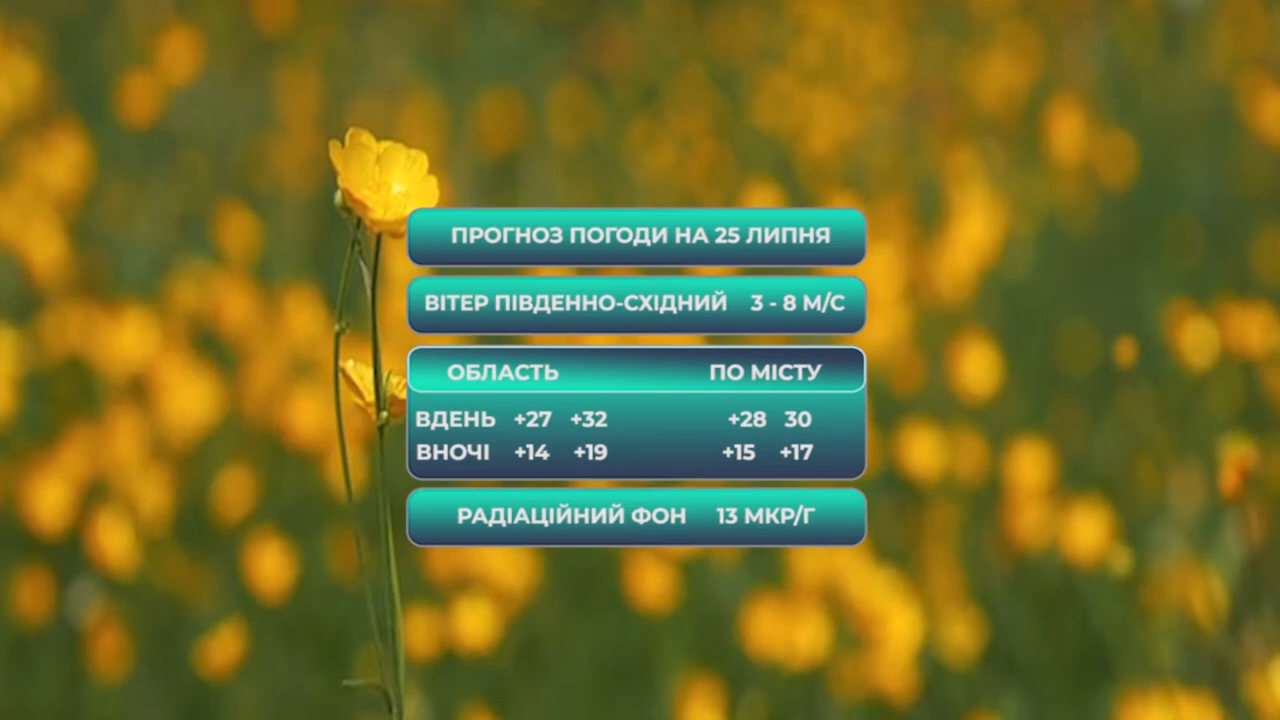 ПРОГНОЗ ПОГОДИ НА 25 ЛИПНЯ
ВІТЕР ПІВДЕННО-СХІДНИЙ 3 - 8 М/С
ОБЛАСТЬ ПО МІСТУ
ВДЕНЬ +27 +32 +28 30
ВНОЧІ +14 +19 +15 +17
РАДІАЦІЙНИЙ ФОН 13 МКР/Г